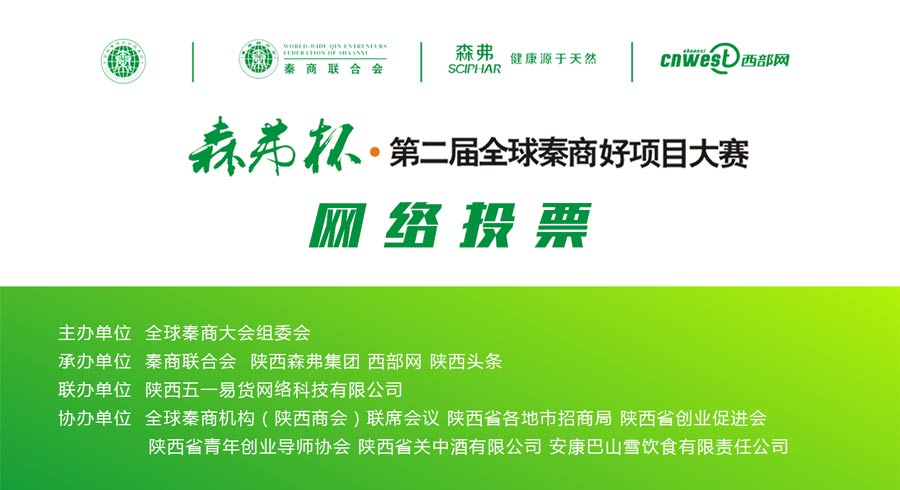 WORLD-WIDE QIN ENTREPRENEURS
FEDERATION OF SHAANXI
秦商联合会
森弗
SCIPHAR
健康源于天然
shaanxi
cnwest西部网
森弗杯·第二届全球秦商好项目大赛
网络投票
主办单位 全球秦商大会组委会
承办单位 秦商联合会 陕西森弗集团 西部网 陕西头条
联办单位 陕西五一易货网络科技有限公司
协办单位 全球秦商机构（陕西商会）联席会议 陕西省各地市招商局 陕西省创业促进会
陕西省青年创业导师协会 陕西省关中酒有限公司 安康巴山雪饮食有限责任公司